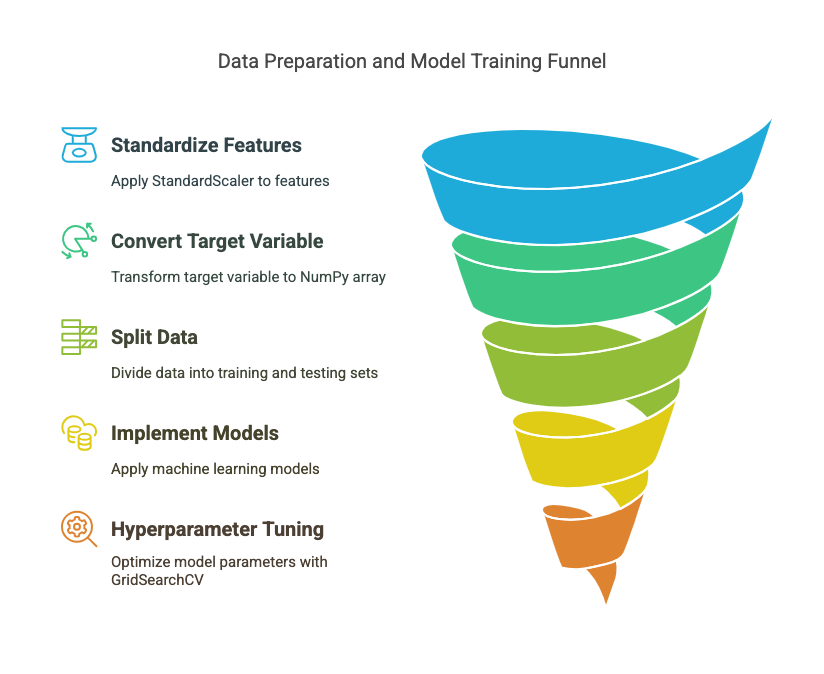 Data Preparation and Model Training Funnel
Standardize Features
Apply StandardScaler to features
Convert Target Variable
Transform target variable to NumPy array
Split Data
Divide data into training and testing sets
Implement Models
Apply machine learning models
Hyperparameter Tuning
Optimize model parameters with
GridSearchCV